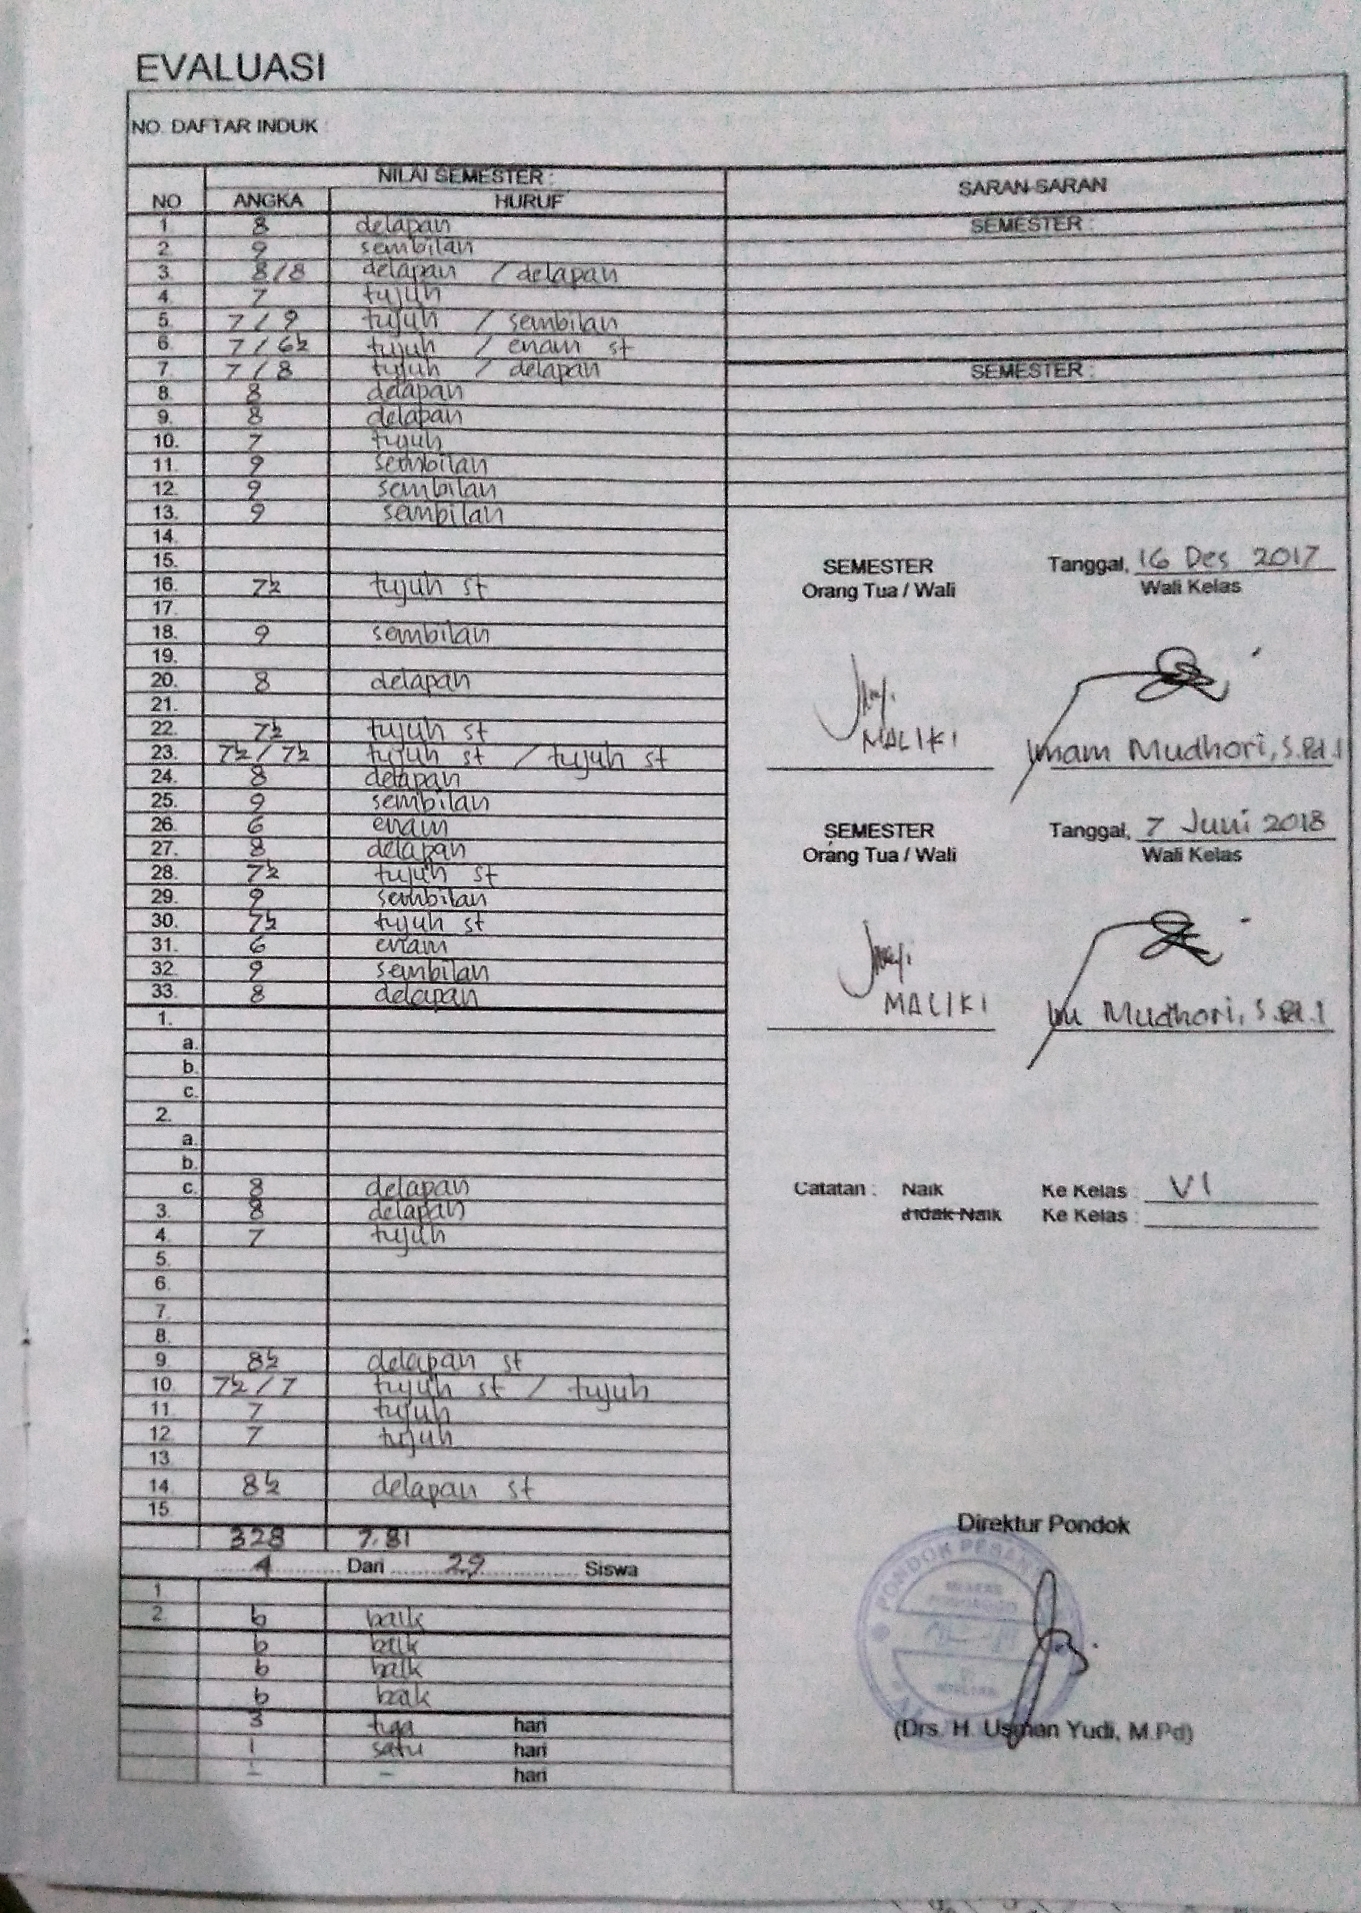 EVALUASI
NO. DAFTAR INDUK :
NO NILAI SEMESTER : SARAN-SARAN
ANGKA HURUF
1. 8 delapan SEMESTER :
2. 9 sembilan
3. 8/8 delapan / delapan
4. 7 tujuh
5. 7/9 tujuh / sembilan
6. 7/6½ tujuh / enam st
7. 7/8 tujuh / delapan SEMESTER :
8. 8 delapan
9. 8 delapan
10. 7 tujuh
11. 9 sembilan
12. 9 sembilan
13. 9 sembilan
14.
15.
16. 7½ tujuh st
17.
18. 9 sembilan
19.
20. 8 delapan
21.
22. 7½ tujuh st
23. 7½/7½ tujuh st / tujuh st
24. 8 delapan
25. 9 sembilan
26. 6 enam
27. 8 delapan
28. 7½ tujuh st
29. 9 sembilan
30. 7½ tujuh st
31. 6 enam
32. 9 sembilan
33. 8 delapan
1.
a.
b.
c.
2.
a.
b.
c. 8 delapan
3. 8 delapan
4. 7 tujuh
5.
6.
7.
8.
9. 8½ delapan st
10. 7½/7 tujuh st / tujuh
11. 7 tujuh
12. 7 tujuh
13.
14. 8½ delapan st
15.
328 7,81
4 Dari 29 Siswa
1
2. b baik
b baik
b baik
b baik
3 tiga hari
1 satu hari
- - hari
SEMESTER Tanggal, 16 Des 2017
Orang Tua / Wali Wali Kelas
MALIKI Imam Mudhori, S.Pd.I
SEMESTER Tanggal, 7 Juni 2018
Orang Tua / Wali Wali Kelas
MALIKI Mudhori, S.Pd.I
Catatan : Naik Ke Kelas : VI
Tidak Naik Ke Kelas :
Direktur Pondok
PONDOK
(Drs. H. Usman Yudi, M.Pd)